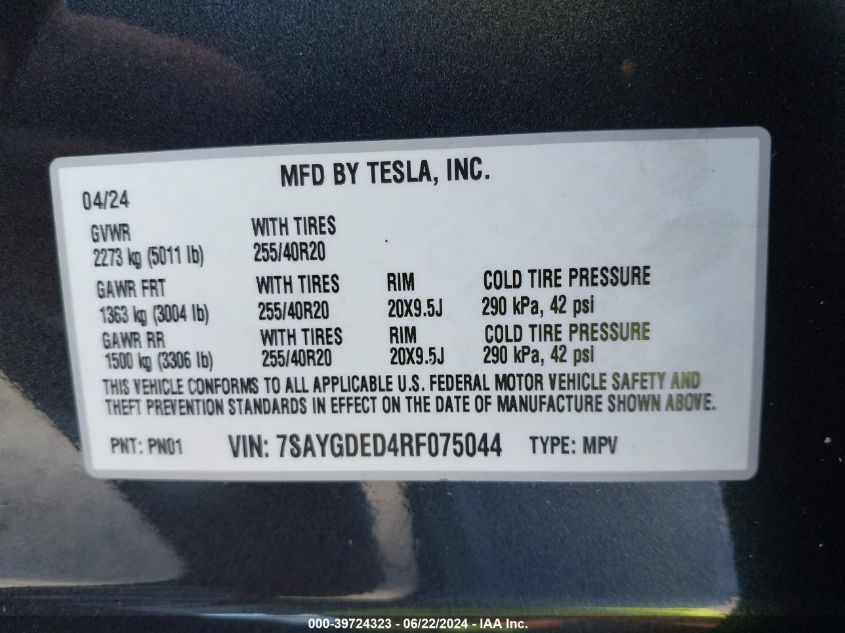 MFD BY TESLA, INC.
04/24
GVWR WITH TIRES
2273 kg (5011 lb) 255/40R20
GAWR FRT WITH TIRES RIM COLD TIRE PRESSURE
1363 kg (3004 lb) 255/40R20 20X9.5J 290 kPa, 42 psi
GAWR RR WITH TIRES RIM COLD TIRE PRESSURE
1500 kg (3306 lb) 255/40R20 20X9.5J 290 kPa, 42 psi
THIS VEHICLE CONFORMS TO ALL APPLICABLE U.S. FEDERAL MOTOR VEHICLE SAFETY AND
THEFT PREVENTION STANDARDS IN EFFECT ON THE DATE OF MANUFACTURE SHOWN ABOVE.
PNT: PN01 VIN: 7SAYGDED4RF075044 TYPE: MPV
000-39724323 - 06/22/2024 - IAA Inc.